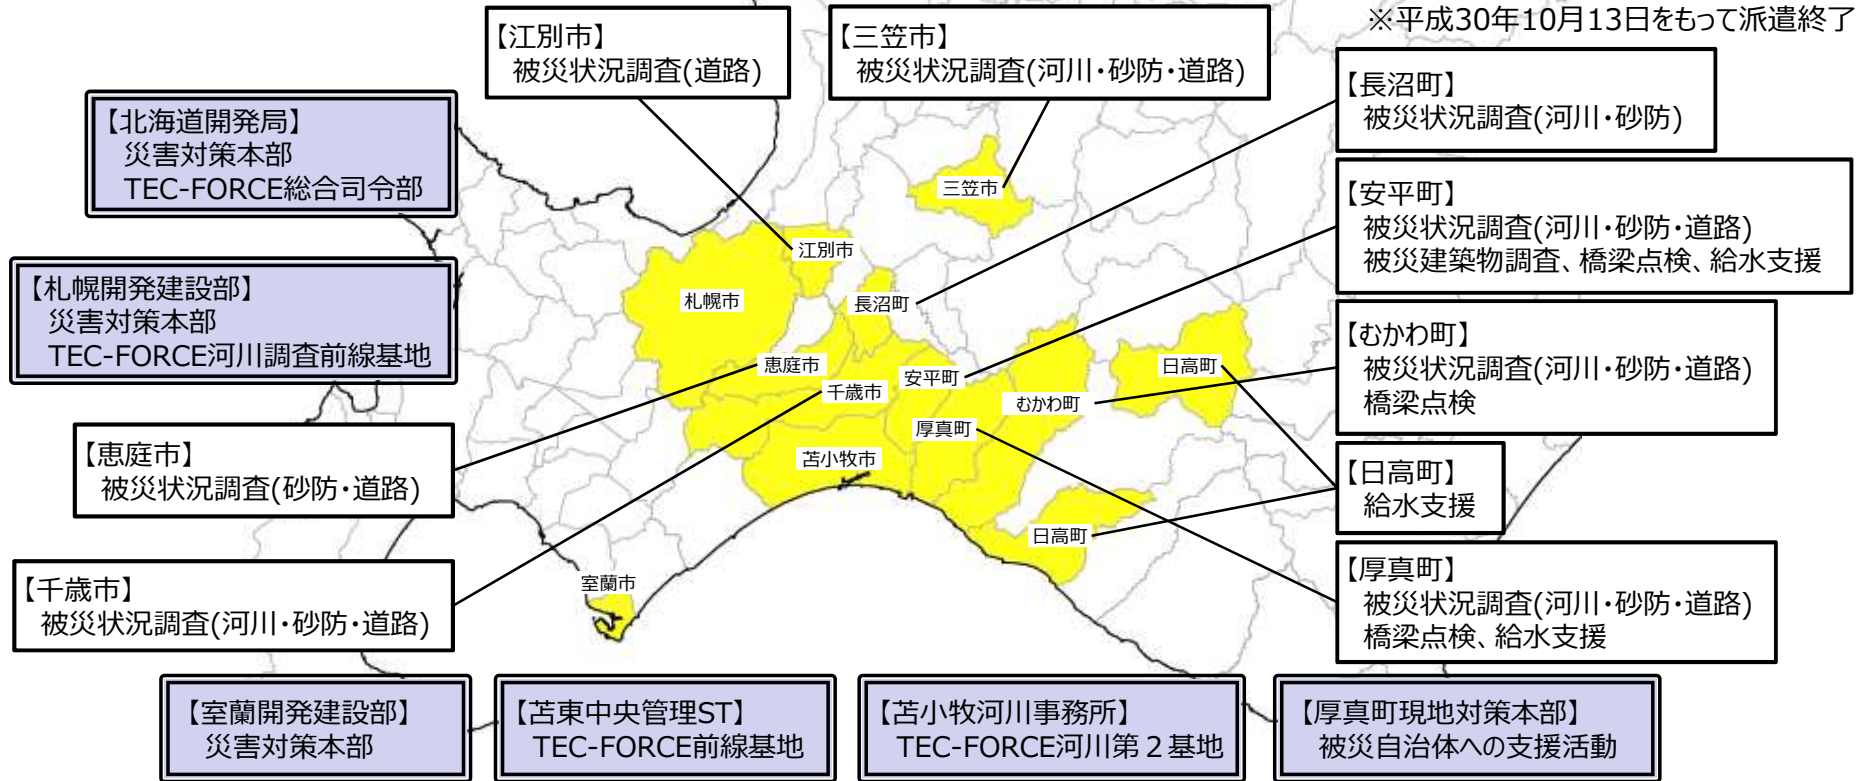 ※平成30年10月13日をもって派遣終了
【江別市】
被災状況調査(道路)
【三笠市】
被災状況調査(河川・砂防・道路)
【長沼町】
被災状況調査(河川・砂防)
【北海道開発局】
災害対策本部
TEC-FORCE総合司令部
【安平町】
被災状況調査(河川・砂防・道路)
被災建築物調査、橋梁点検、給水支援
【札幌開発建設部】
災害対策本部
TEC-FORCE河川調査前線基地
【むかわ町】
被災状況調査(河川・砂防・道路)
橋梁点検
【恵庭市】
被災状況調査(砂防・道路)
【日高町】
給水支援
【千歳市】
被災状況調査(河川・砂防・道路)
【厚真町】
被災状況調査(河川・砂防・道路)
橋梁点検、給水支援
三笠市
江別市
札幌市
長沼町
恵庭市
安平町
日高町
千歳市
むかわ町
厚真町
苫小牧市
日高町
室蘭市
【室蘭開発建設部】
災害対策本部
【苫東中央管理ST】
TEC-FORCE前線基地
【苫小牧河川事務所】
TEC-FORCE河川第2基地
【厚真町現地対策本部】
被災自治体への支援活動